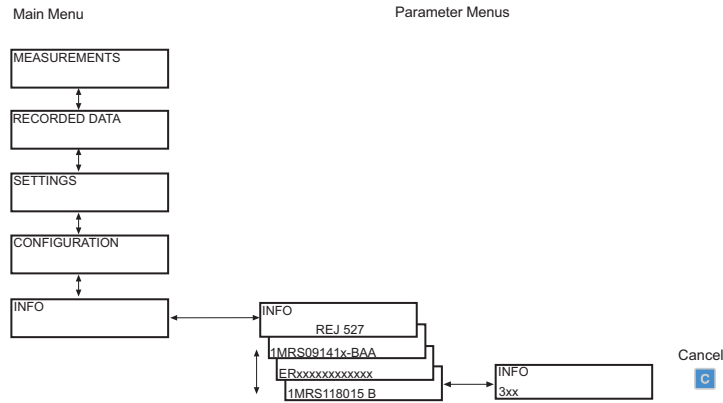 Main Menu
Parameter Menus
MEASUREMENTS
RECORDED DATA
SETTINGS
CONFIGURATION
INFO
INFO
REJ 527
1MRS09141x-BAA
ERxxxxxxxxxxxx
1MRS118015 B
INFO
3xx
Cancel
C